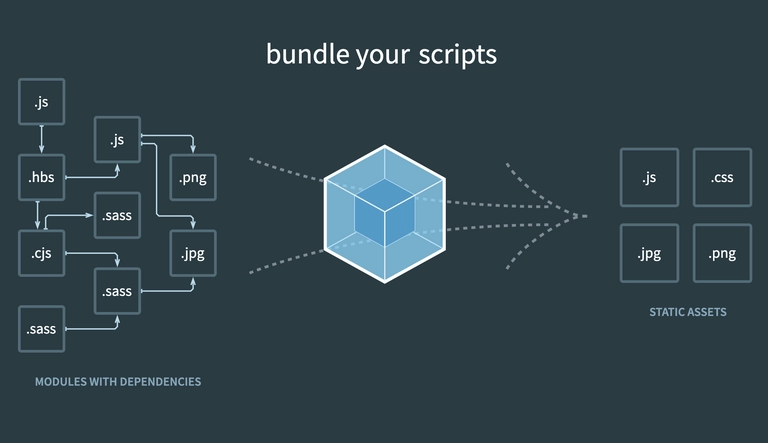 bundle your scripts
.js
.js
.hbs
.png
.sass
.cjs
.jpg
.sass
.sass
MODULES WITH DEPENDENCIES
.js
.css
.jpg
.png
STATIC ASSETS